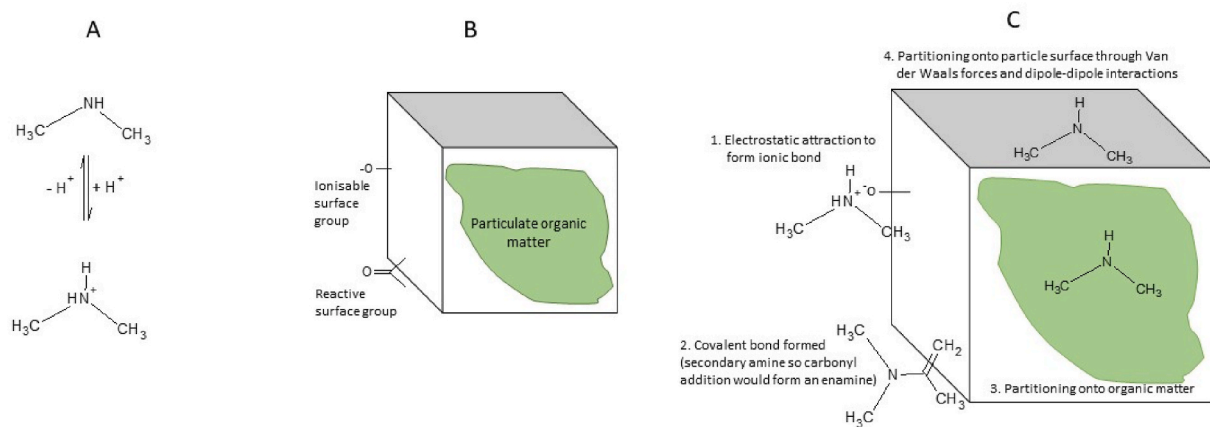 A
NH
H₃C
CH₃
- H⁺
+ H⁺
H
HN⁺
H₃C
CH₃
B
-O
Ionisable
surface
group
Particulate organic
matter
O
Reactive
surface group
C
4. Partitioning onto particle surface through Van
der Waals forces and dipole-dipole interactions
H
N
H₃C
CH₃
1. Electrostatic attraction to
form ionic bond
H
HN⁺
⁻O
H₃C
CH₃
H
N
H₃C
CH₃
2. Covalent bond formed
(secondary amine so carbonyl
addition would form an enamine)
H₃C
CH₂
N
CH₃
H₃C
3. Partitioning onto organic matter